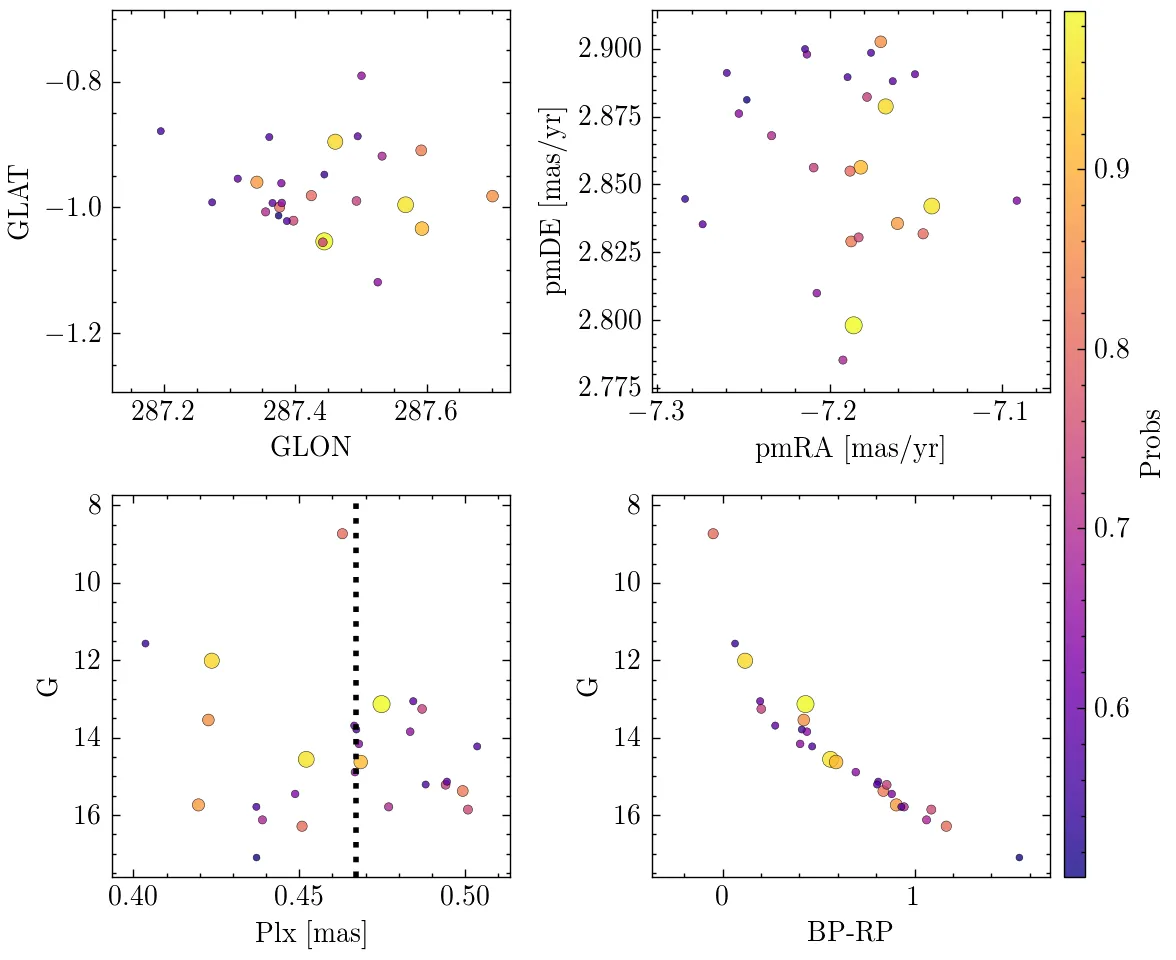 −0.8
−1.0
−1.2
GLAT
287.2 287.4 287.6
GLON
2.900
2.875
2.850
2.825
2.800
2.775
pmDE [mas/yr]
−7.3 −7.2 −7.1
pmRA [mas/yr]
8
10
12
14
16
G
0.40 0.45 0.50
Plx [mas]
8
10
12
14
16
G
0 1
BP-RP
0.9
0.8
0.7
0.6
Probs